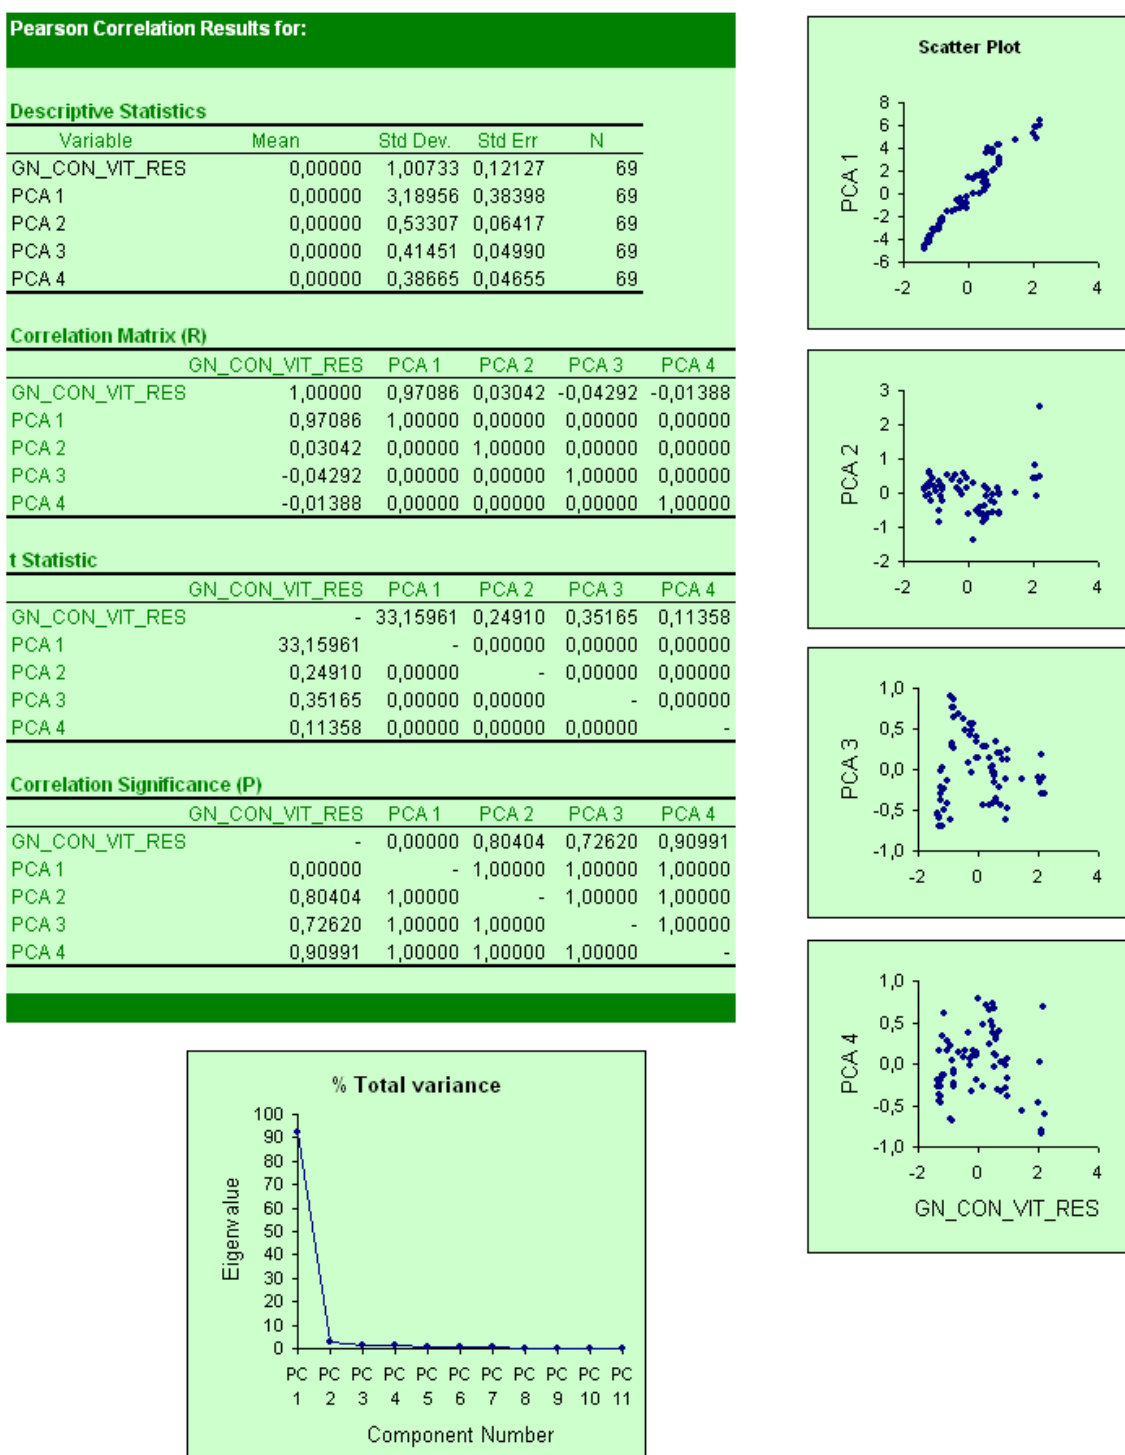 Pearson Correlation Results for:
Descriptive Statistics
Variable Mean Std Dev. Std Err N
GN_CON_VIT_RES 0,00000 1,00733 0,12127 69
PCA 1 0,00000 3,18956 0,38398 69
PCA 2 0,00000 0,53307 0,06417 69
PCA 3 0,00000 0,41451 0,04990 69
PCA 4 0,00000 0,38665 0,04655 69
Correlation Matrix (R)
GN_CON_VIT_RES PCA 1 PCA 2 PCA 3 PCA 4
GN_CON_VIT_RES 1,00000 0,97086 0,03042 -0,04292 -0,01388
PCA 1 0,97086 1,00000 0,00000 0,00000 0,00000
PCA 2 0,03042 0,00000 1,00000 0,00000 0,00000
PCA 3 -0,04292 0,00000 0,00000 1,00000 0,00000
PCA 4 -0,01388 0,00000 0,00000 0,00000 1,00000
t Statistic
GN_CON_VIT_RES PCA 1 PCA 2 PCA 3 PCA 4
GN_CON_VIT_RES - 33,15961 0,24910 0,35165 0,11358
PCA 1 33,15961 - 0,00000 0,00000 0,00000
PCA 2 0,24910 0,00000 - 0,00000 0,00000
PCA 3 0,35165 0,00000 0,00000 - 0,00000
PCA 4 0,11358 0,00000 0,00000 0,00000 -
Correlation Significance (P)
GN_CON_VIT_RES PCA 1 PCA 2 PCA 3 PCA 4
GN_CON_VIT_RES - 0,00000 0,80404 0,72620 0,90991
PCA 1 0,00000 - 1,00000 1,00000 1,00000
PCA 2 0,80404 1,00000 - 1,00000 1,00000
PCA 3 0,72620 1,00000 1,00000 - 1,00000
PCA 4 0,90991 1,00000 1,00000 1,00000 -
% Total variance
100
90
80
70
60
50
40
30
20
10
0
Eigenvalue
PC PC PC PC PC PC PC PC PC PC PC
1 2 3 4 5 6 7 8 9 10 11
Component Number
Scatter Plot
8
6
4
2
0
-2
-4
-6
PCA 1
-2 0 2 4
3
2
1
0
-1
-2
PCA 2
-2 0 2 4
1,0
0,5
0,0
-0,5
-1,0
PCA 3
-2 0 2 4
1,0
0,5
0,0
-0,5
-1,0
PCA 4
-2 0 2 4
GN_CON_VIT_RES